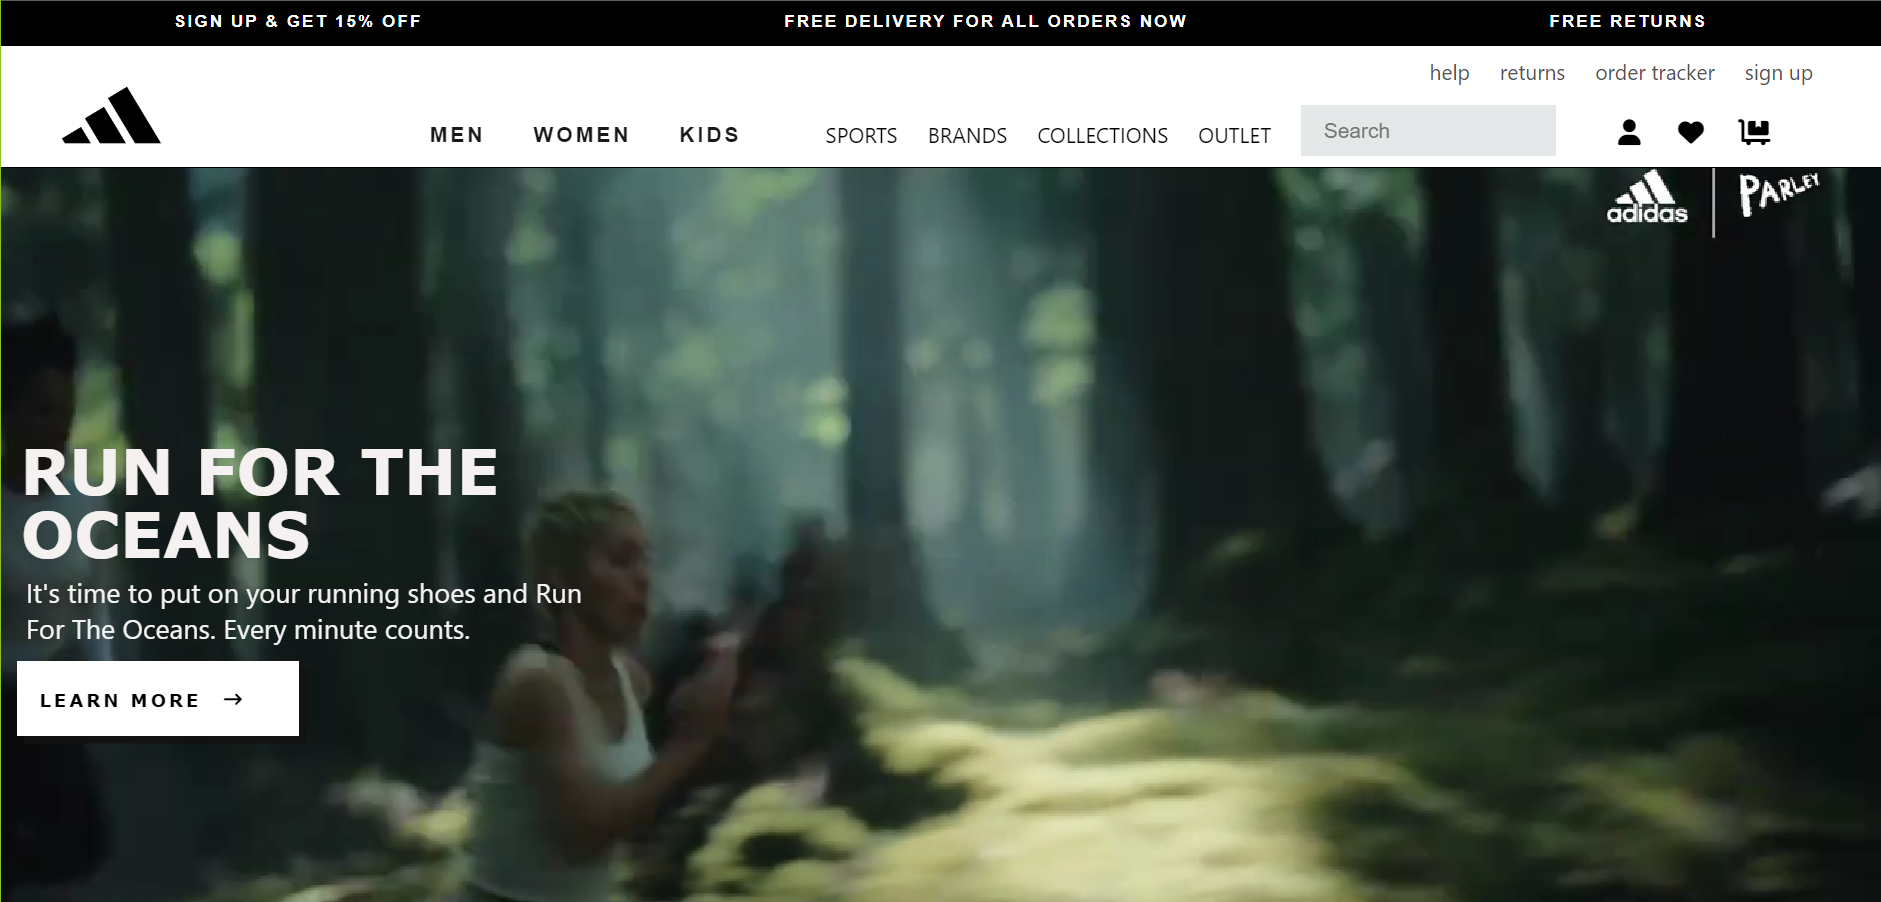 SIGN UP & GET 15% OFF
FREE DELIVERY FOR ALL ORDERS NOW
FREE RETURNS
help
returns
order tracker
sign up
MEN
WOMEN
KIDS
SPORTS
BRANDS
COLLECTIONS
OUTLET
Search
adidas
PARLEY
RUN FOR THE
OCEANS
It's time to put on your running shoes and Run
For The Oceans. Every minute counts.
LEARN MORE →